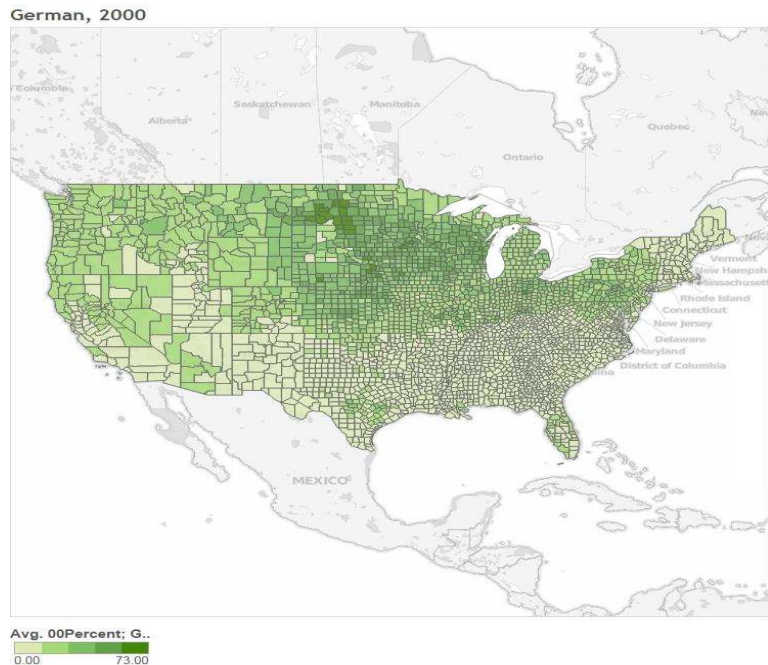 German, 2000
Columbia
Alberta
Saskatchewan
Manitoba
Ontario
Quebec
Vermont
New Hampsh
Massachusett
Rhode Island
Connecticut
New Jersey
Delaware
Maryland
District of Columbia
MEXICO
Avg. 00Percent; G..
0.00 73.00